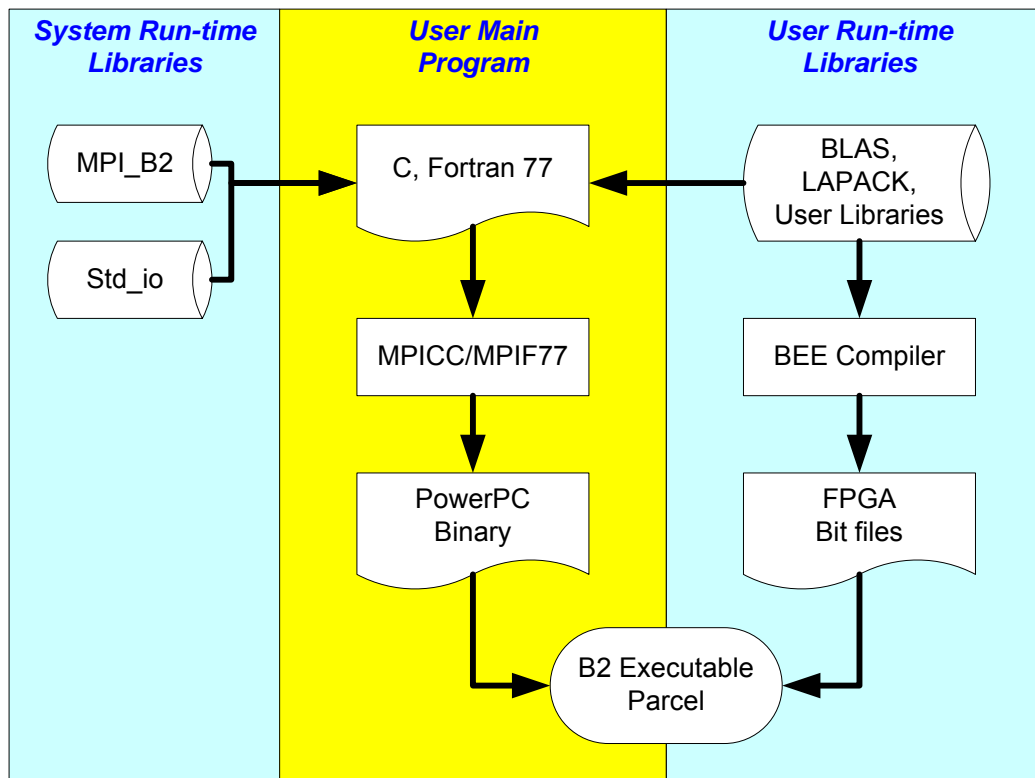 System Run-time
Libraries
User Main
Program
User Run-time
Libraries
MPI_B2
Std_io
C, Fortran 77
BLAS,
LAPACK,
User Libraries
MPICC/MPIF77
BEE Compiler
PowerPC
Binary
FPGA
Bit files
B2 Executable
Parcel